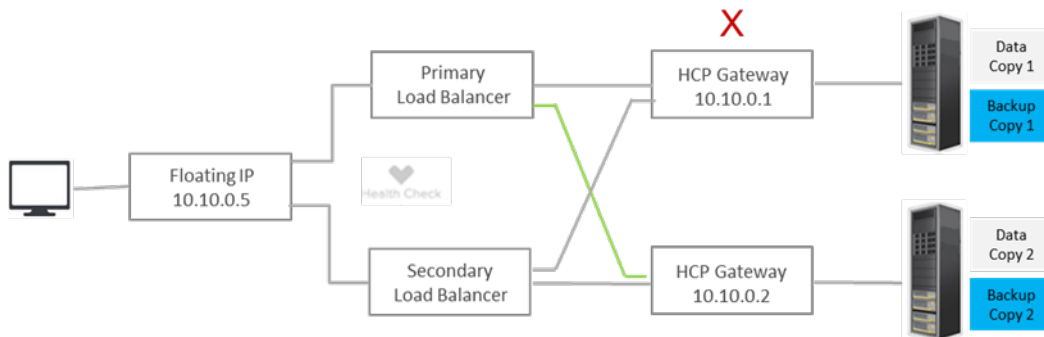 X
Primary
Load Balancer
HCP Gateway
10.10.0.1
Data
Copy 1
Backup
Copy 1
Floating IP
10.10.0.5
Health Check
Secondary
Load Balancer
HCP Gateway
10.10.0.2
Data
Copy 2
Backup
Copy 2